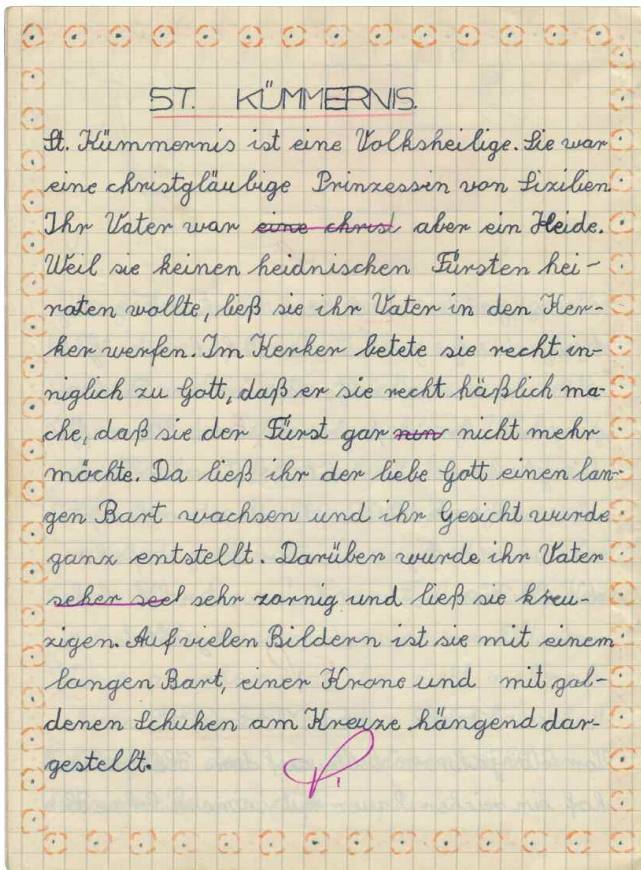 ST. KÜMMERNIS.
St. Kümmernis ist eine Volksheilige. Sie war
eine christgläubige Prinzessin von Sizilien
Ihr Vater war eine christ aber ein Heide.
Weil sie keinen heidnischen Fürsten hei-
raten wollte, ließ sie ihr Vater in den Ker-
ker werfen. Im Kerker betete sie recht in-
niglich zu Gott, daß er sie recht häßlich ma-
che, daß sie der Fürst gar nun nicht mehr
möchte. Da ließ ihr der liebe Gott einen lan-
gen Bart wachsen und ihr Gesicht wurde
ganz entstellt. Darüber wurde ihr Vater
seher seel sehr zornig und ließ sie kreu-
zigen. Auf vielen Bildern ist sie mit einem
langen Bart, einer Krone und mit gol-
denen Schuhen am Kreuze hängend dar-
gestellt.